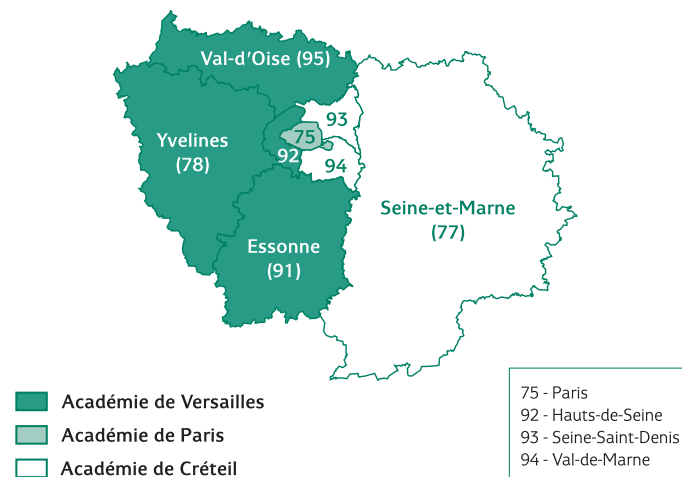 Val-d'Oise (95)
93
Yvelines
(78)
75
92
94
Seine-et-Marne
(77)
Essonne
(91)
Académie de Versailles
Académie de Paris
Académie de Créteil
75 - Paris
92 - Hauts-de-Seine
93 - Seine-Saint-Denis
94 - Val-de-Marne